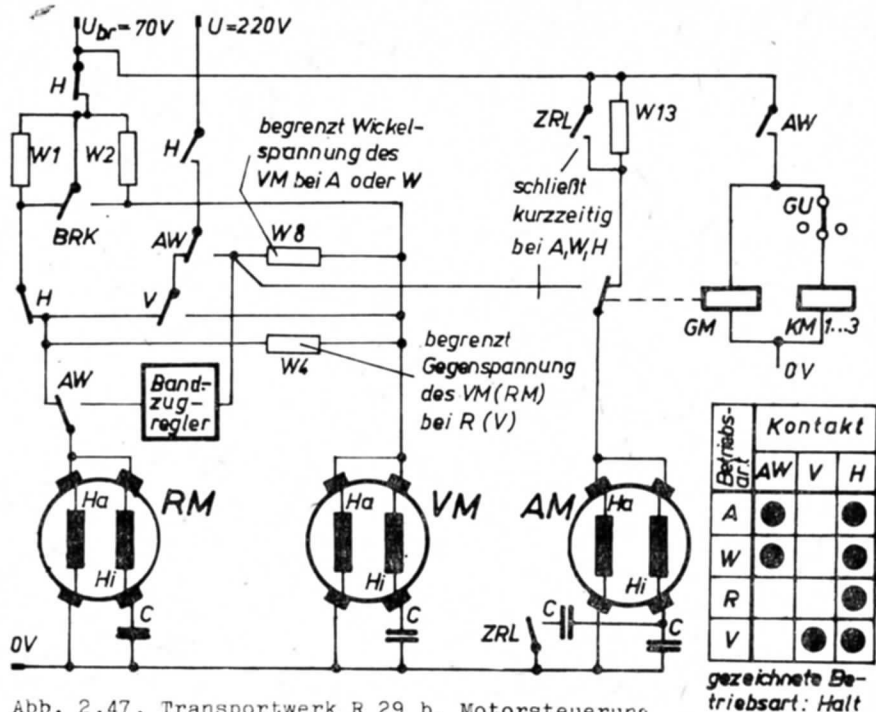 Ubr=70V U=220V
H
W1
W2
H
BRK
begrenzt Wickel-
spannung des
VM bei A oder W
AW
W8
V
H
W4
AW
Band-
zug-
regler
begrenzt
Gegenspannung
des VM(RM)
bei R (V)
ZRL
W13
AW
schließt
kurzzeitig
bei A,W,H
GU
GM
KM 1...3
0V
RM
Ha
Hi
C
VM
Ha
Hi
C
AM
Ha
Hi
C
C
ZRL
0V
Betriebs-
art
Kontakt
AW V H
A
W
R
V
gezeichnete Be-
triebsart: Halt
Abb. 2.47. Transportwerk R 29 b, Motorsteuerung